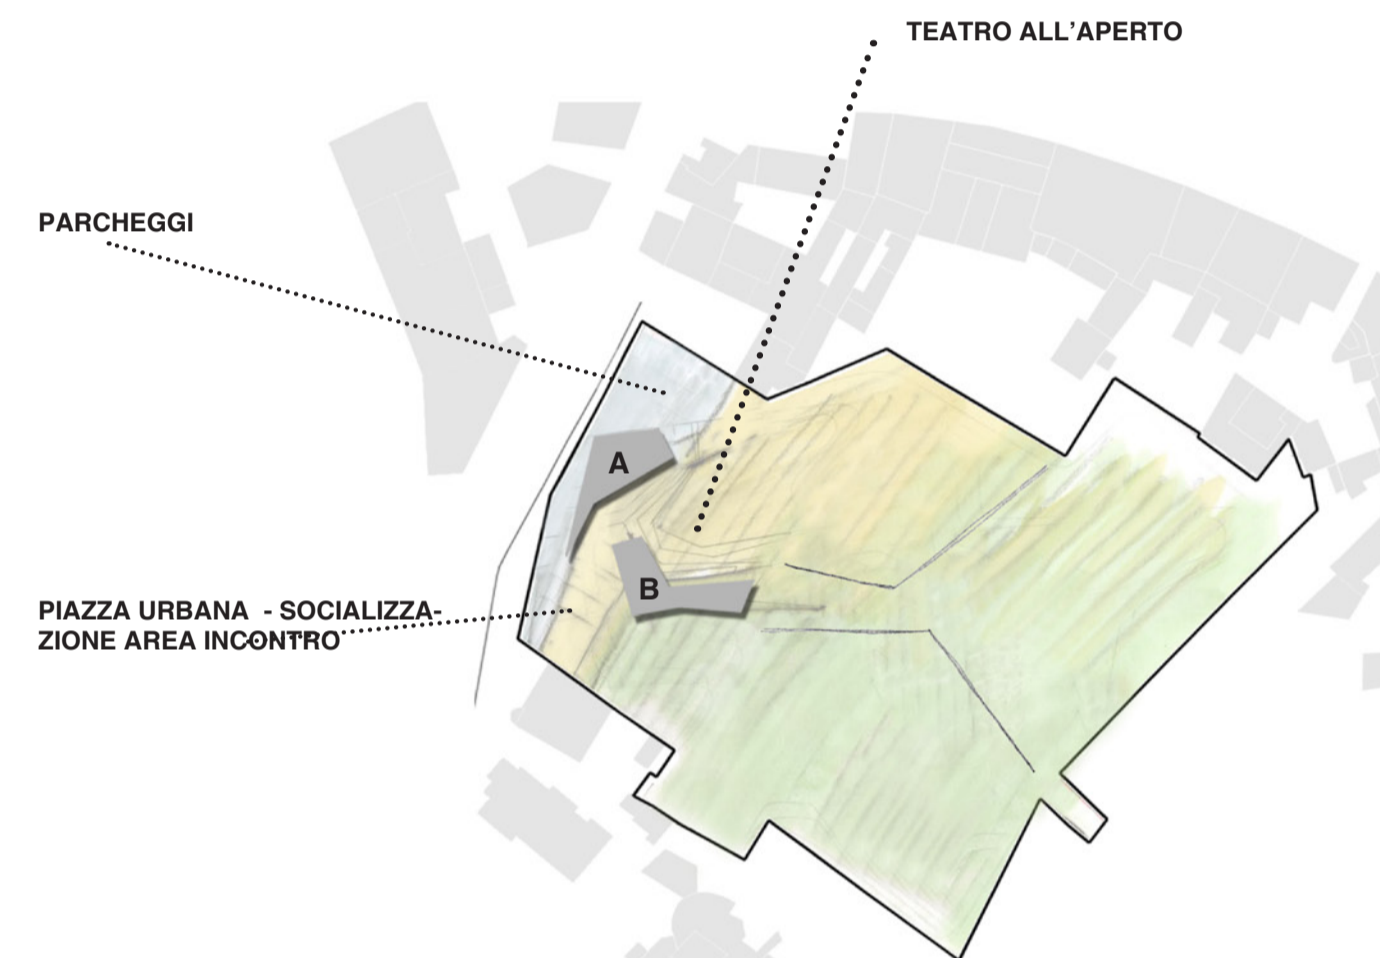 TEATRO ALL’APERTO
PARCHEGGI
A
B
PIAZZA URBANA  - SOCIALIZZA-
ZIONE AREA INCONTRO